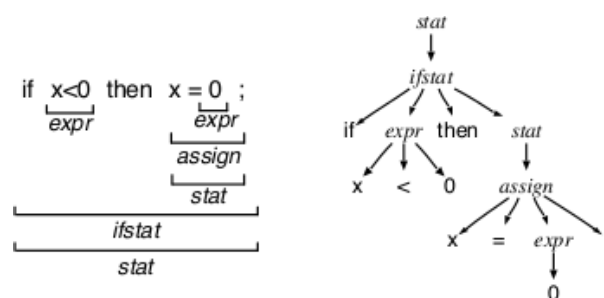 if x<0 then x = 0 ;
expr expr
assign
stat
ifstat
stat
stat
ifstat
if expr then stat
x < 0 assign
x = expr
0